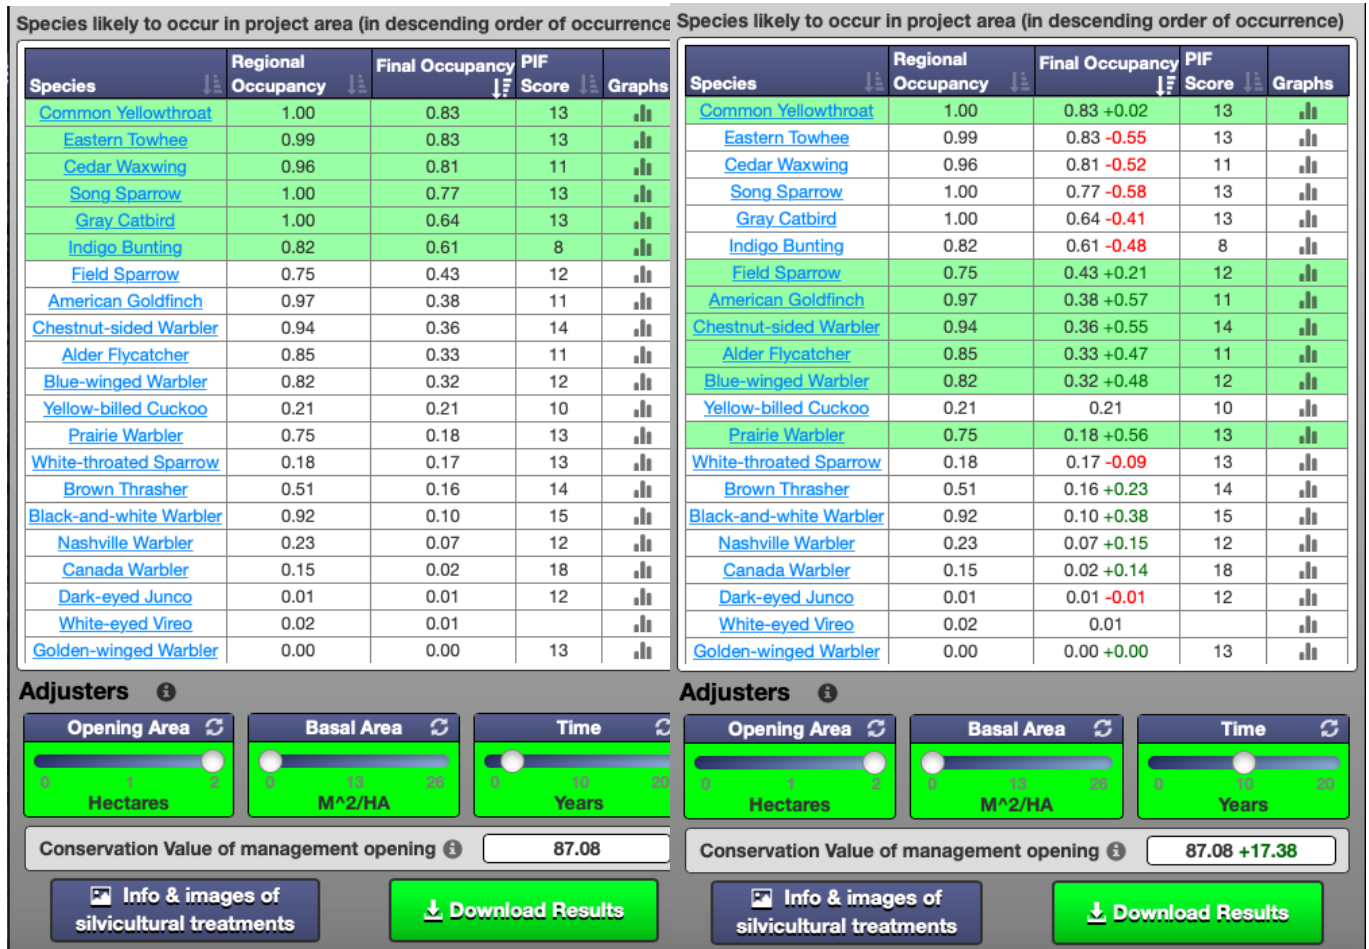 Species likely to occur in project area (in descending order of occurrence
Species Regional Occupancy Final Occupancy PIF Score Graphs
Common Yellowthroat 1.00 0.83 13
Eastern Towhee 0.99 0.83 13
Cedar Waxwing 0.96 0.81 11
Song Sparrow 1.00 0.77 13
Gray Catbird 1.00 0.64 13
Indigo Bunting 0.82 0.61 8
Field Sparrow 0.75 0.43 12
American Goldfinch 0.97 0.38 11
Chestnut-sided Warbler 0.94 0.36 14
Alder Flycatcher 0.85 0.33 11
Blue-winged Warbler 0.82 0.32 12
Yellow-billed Cuckoo 0.21 0.21 10
Prairie Warbler 0.75 0.18 13
White-throated Sparrow 0.18 0.17 13
Brown Thrasher 0.51 0.16 14
Black-and-white Warbler 0.92 0.10 15
Nashville Warbler 0.23 0.07 12
Canada Warbler 0.15 0.02 18
Dark-eyed Junco 0.01 0.01 12
White-eyed Vireo 0.02 0.01
Golden-winged Warbler 0.00 0.00 13
Adjusters
Opening Area Basal Area Time
0 1 2 0 13 26 0 10 20
Hectares M^2/HA Years
Conservation Value of management opening 87.08
Info & images of
silvicultural treatments
Download Results
Species likely to occur in project area (in descending order of occurrence)
Species Regional Occupancy Final Occupancy PIF Score Graphs
Common Yellowthroat 1.00 0.83 +0.02 13
Eastern Towhee 0.99 0.83 -0.55 13
Cedar Waxwing 0.96 0.81 -0.52 11
Song Sparrow 1.00 0.77 -0.58 13
Gray Catbird 1.00 0.64 -0.41 13
Indigo Bunting 0.82 0.61 -0.48 8
Field Sparrow 0.75 0.43 +0.21 12
American Goldfinch 0.97 0.38 +0.57 11
Chestnut-sided Warbler 0.94 0.36 +0.55 14
Alder Flycatcher 0.85 0.33 +0.47 11
Blue-winged Warbler 0.82 0.32 +0.48 12
Yellow-billed Cuckoo 0.21 0.21 10
Prairie Warbler 0.75 0.18 +0.56 13
White-throated Sparrow 0.18 0.17 -0.09 13
Brown Thrasher 0.51 0.16 +0.23 14
Black-and-white Warbler 0.92 0.10 +0.38 15
Nashville Warbler 0.23 0.07 +0.15 12
Canada Warbler 0.15 0.02 +0.14 18
Dark-eyed Junco 0.01 0.01 -0.01 12
White-eyed Vireo 0.02 0.01
Golden-winged Warbler 0.00 0.00 +0.00 13
Adjusters
Opening Area Basal Area Time
0 1 2 0 13 26 0 10 20
Hectares M^2/HA Years
Conservation Value of management opening 87.08 +17.38
Info & images of
silvicultural treatments
Download Results